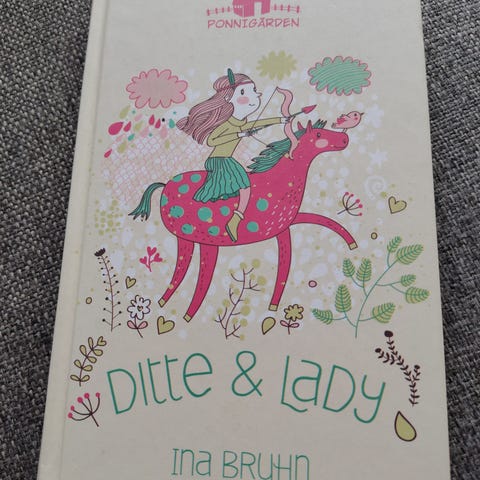 PONNIGÅRDEN
Ditte & LADY
INA BRUHN